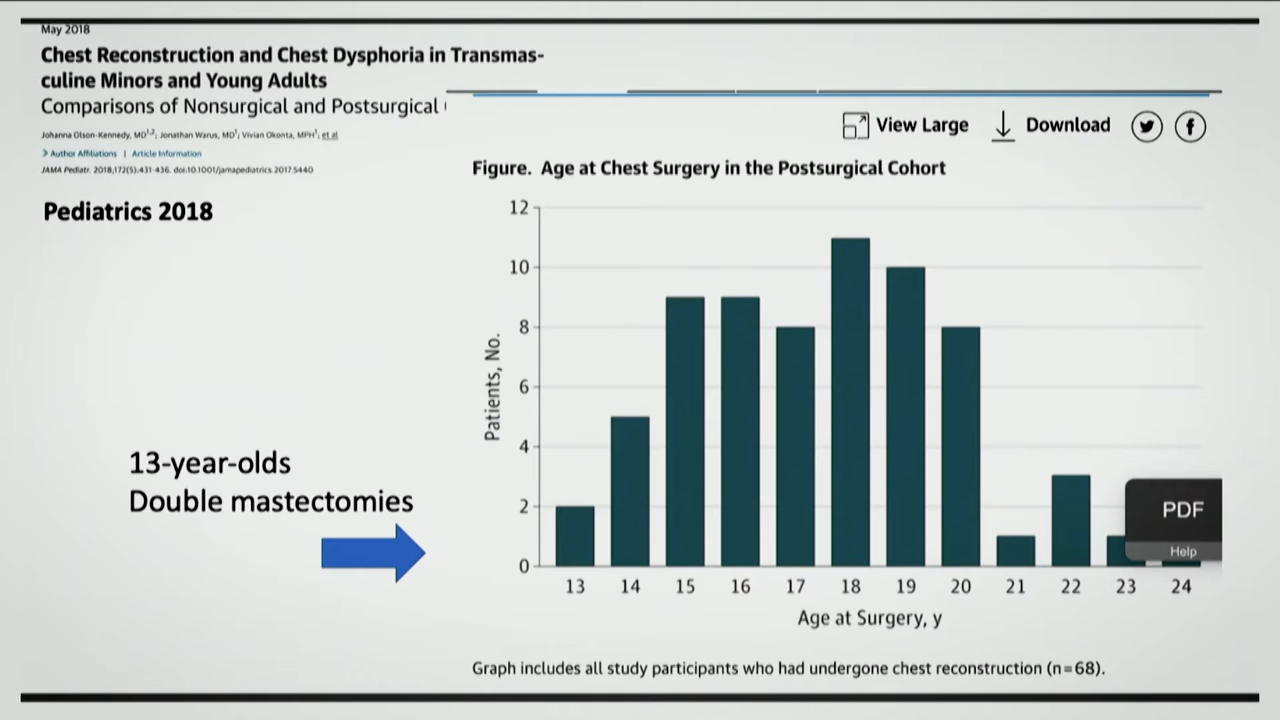 May 2018
Chest Reconstruction and Chest Dysphoria in Transmas-
culine Minors and Young Adults
Comparisons of Nonsurgical and Postsurgical
Johanna Olson-Kennedy, MD1,2; Jonathan Warus, MD1; Vivian Okonta, MPH1; et al
> Author Affiliations | Article Information
JAMA Pediatr. 2018;172(5):431-436. doi:10.1001/jamapediatrics.2017.5440
Pediatrics 2018
View Large
Download
Figure. Age at Chest Surgery in the Postsurgical Cohort
12
10
8
6
4
2
0
Patients, No.
13 14 15 16 17 18 19 20 21 22 23 24
Age at Surgery, y
PDF
Help
13-year-olds
Double mastectomies
Graph includes all study participants who had undergone chest reconstruction (n=68).